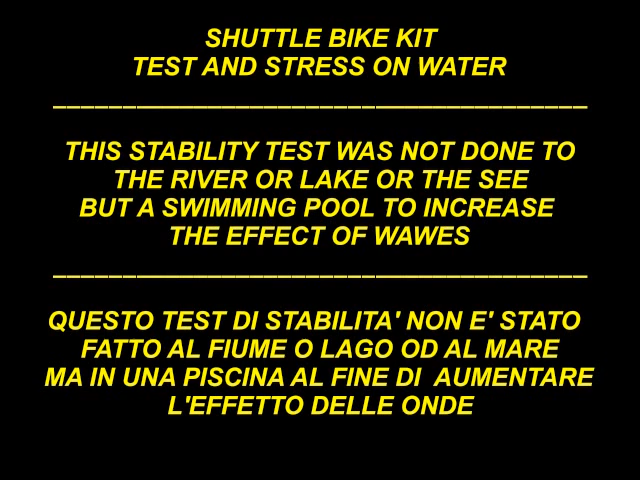 SHUTTLE BIKE KIT
TEST AND STRESS ON WATER
______________________________________
THIS STABILITY TEST WAS NOT DONE TO
THE RIVER OR LAKE OR THE SEE
BUT A SWIMMING POOL TO INCREASE
THE EFFECT OF WAWES
______________________________________
QUESTO TEST DI STABILITA' NON E' STATO
FATTO AL FIUME O LAGO OD AL MARE
MA IN UNA PISCINA AL FINE DI  AUMENTARE
L'EFFETTO DELLE ONDE